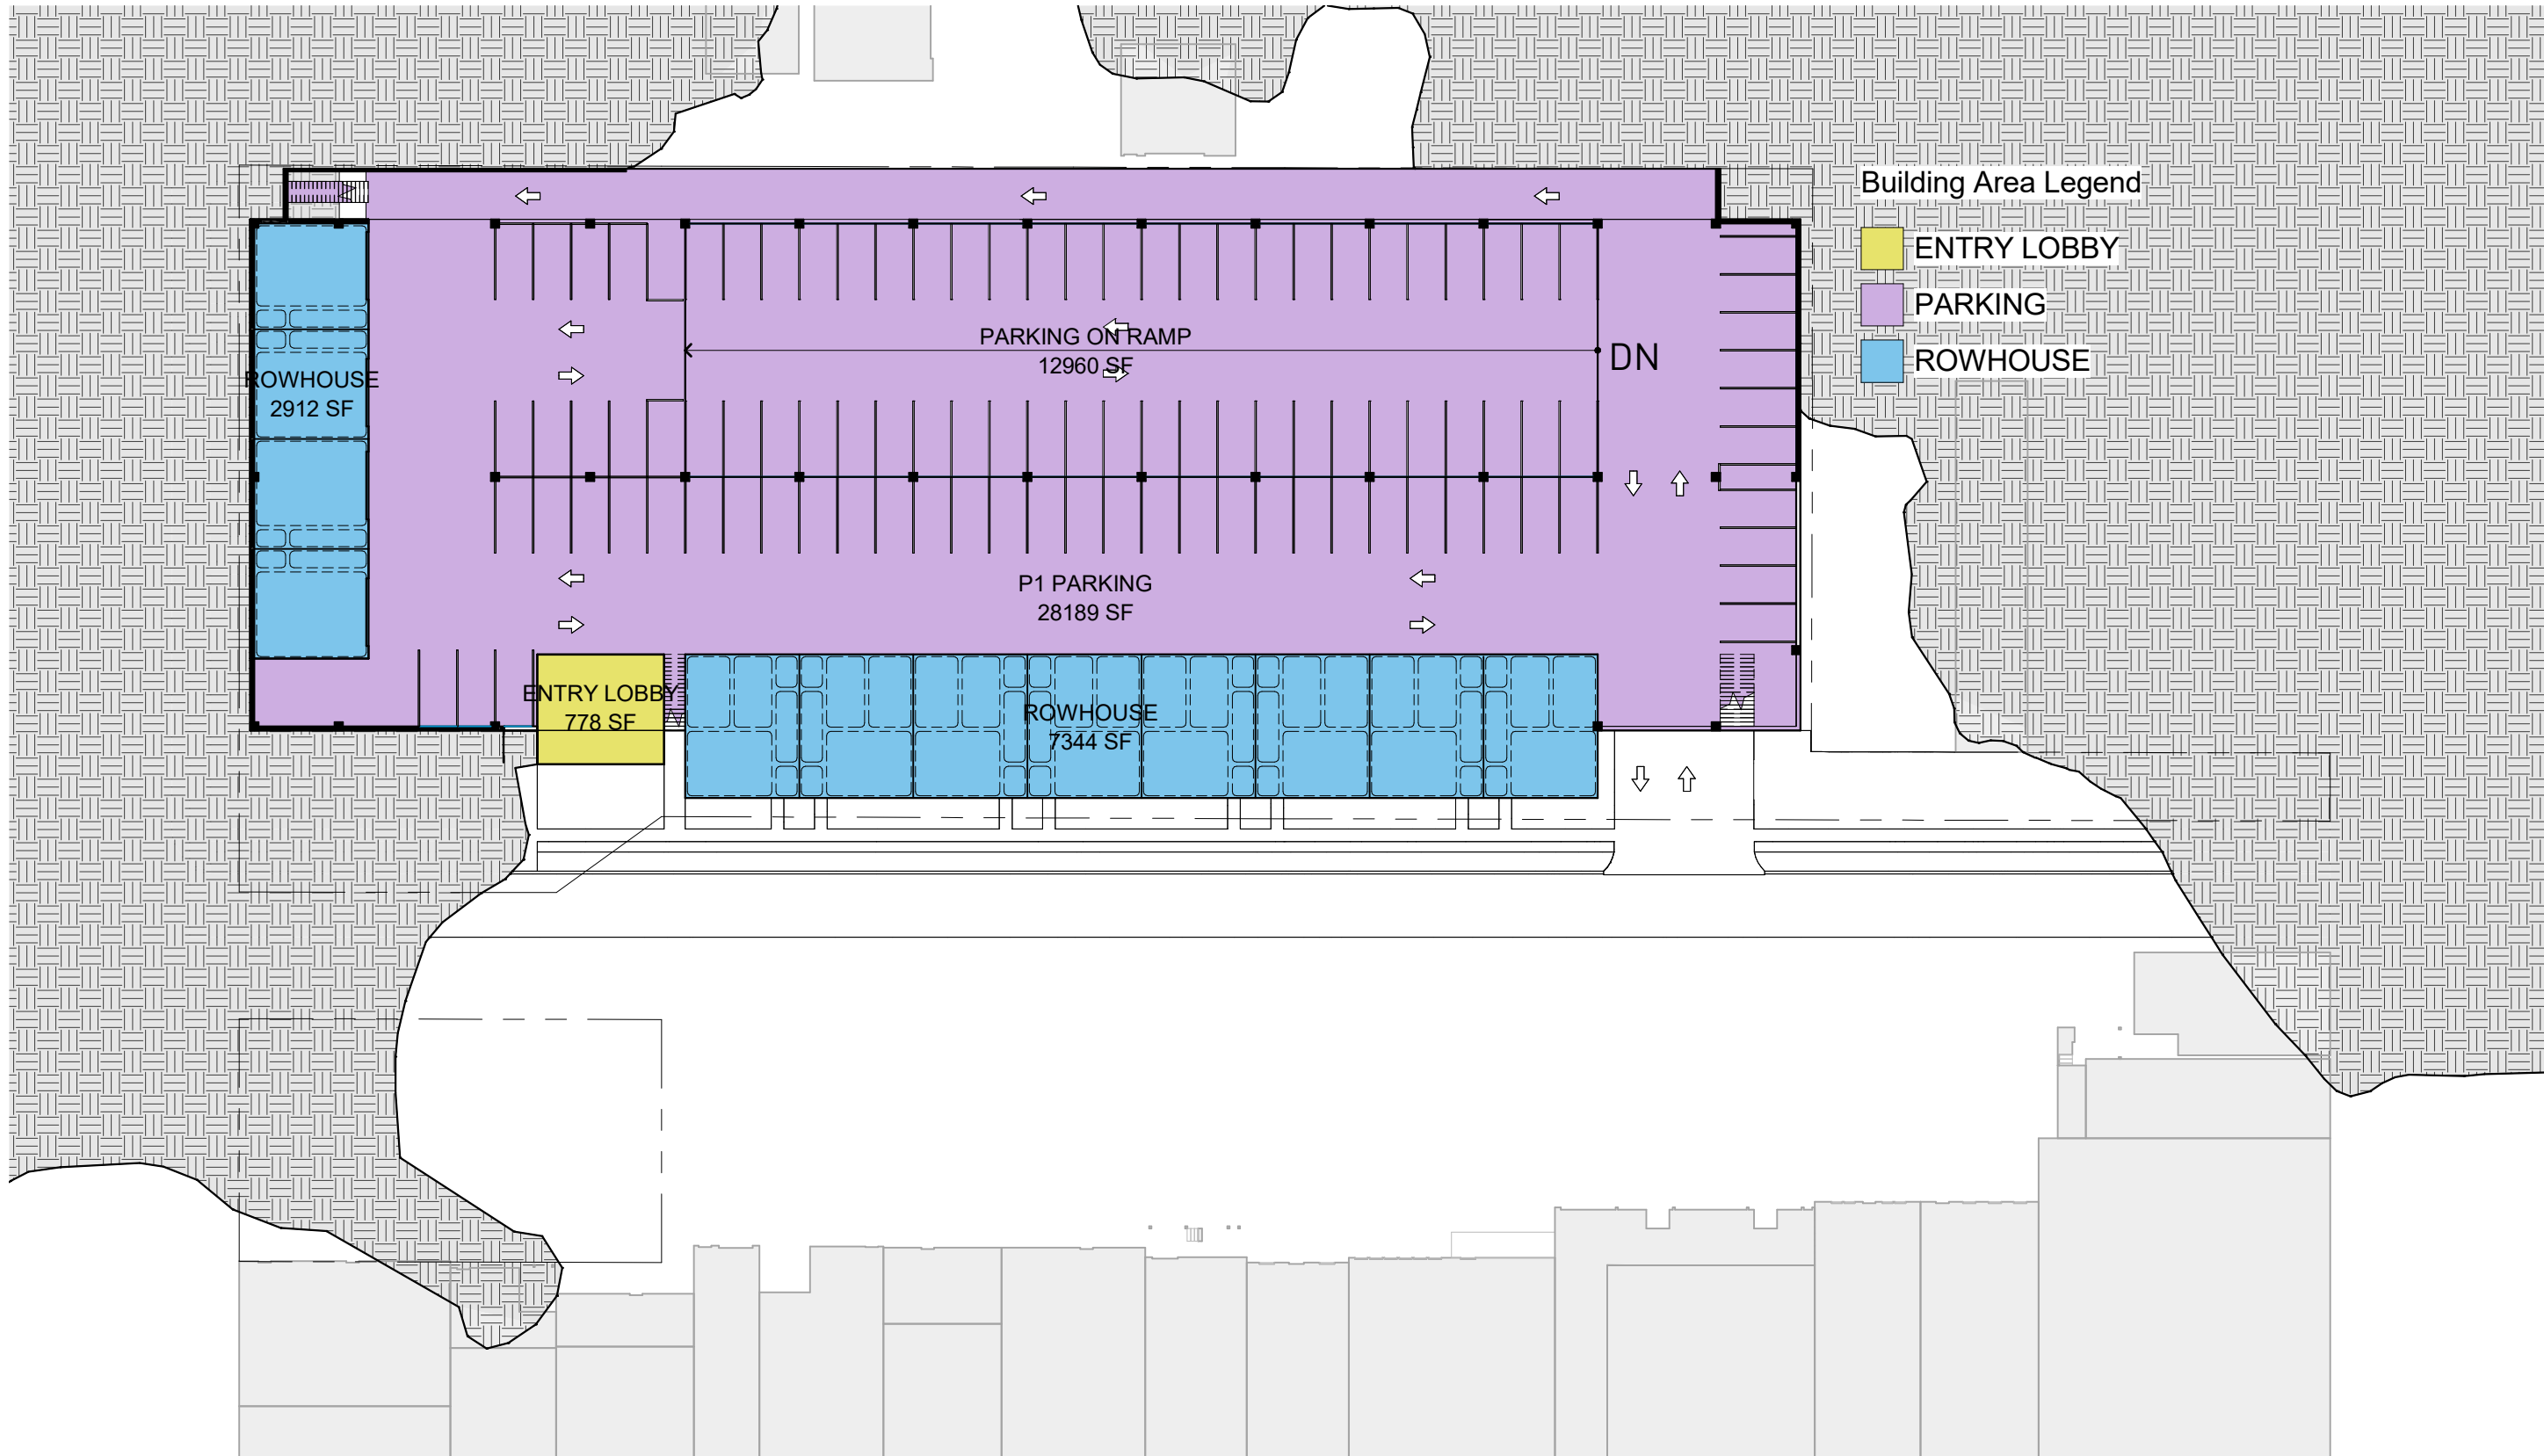 Building Area Legend
ENTRY LOBBY
PARKING
ROWHOUSE
PARKING ON RAMP
12960 SF
DN
ROWHOUSE
2912 SF
P1 PARKING
28189 SF
ENTRY LOBBY
778 SF
ROWHOUSE
7344 SF